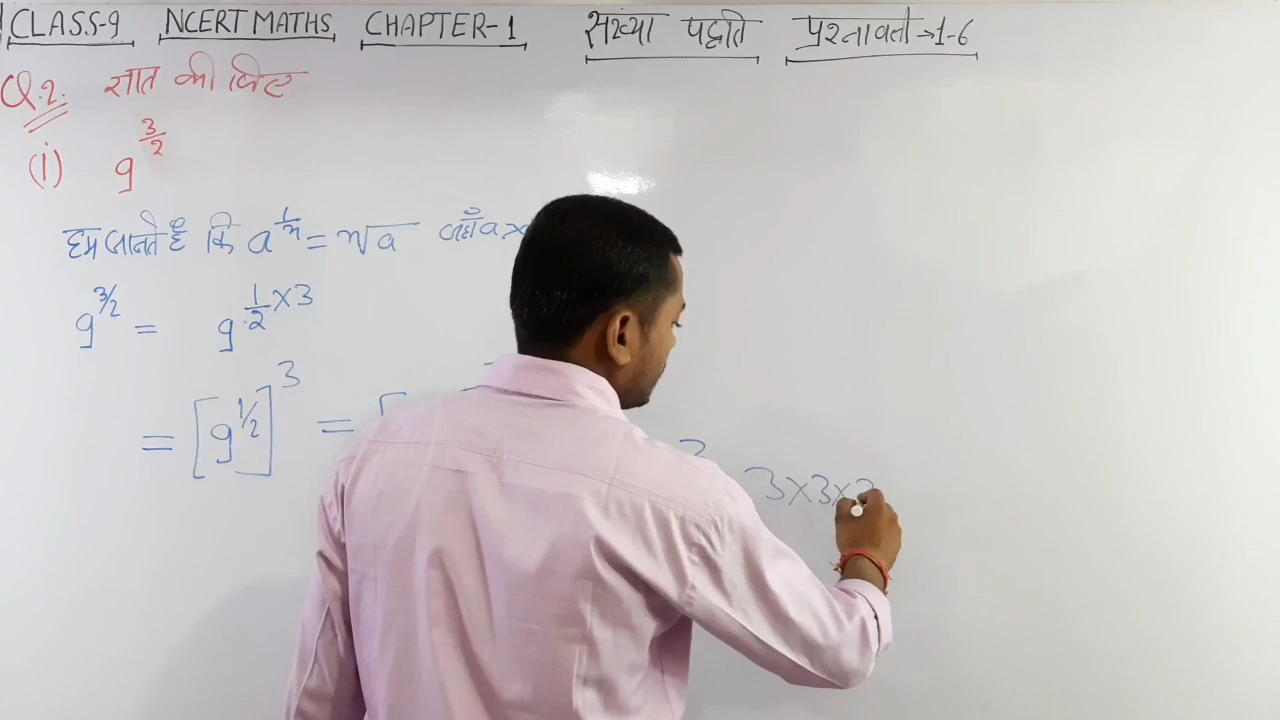 CLASS-9 NCERT MATHS CHAPTER-1 संख्या पद्धति प्रश्नावली→1-6
Q.2. ज्ञात कीजिए
(i) 9^3/2
हम जानते हैं कि a^1/n = n√a जहाँ a>
9^3/2 = 9^1/2×3
= [9^1/2]^3 = [
3×3×3